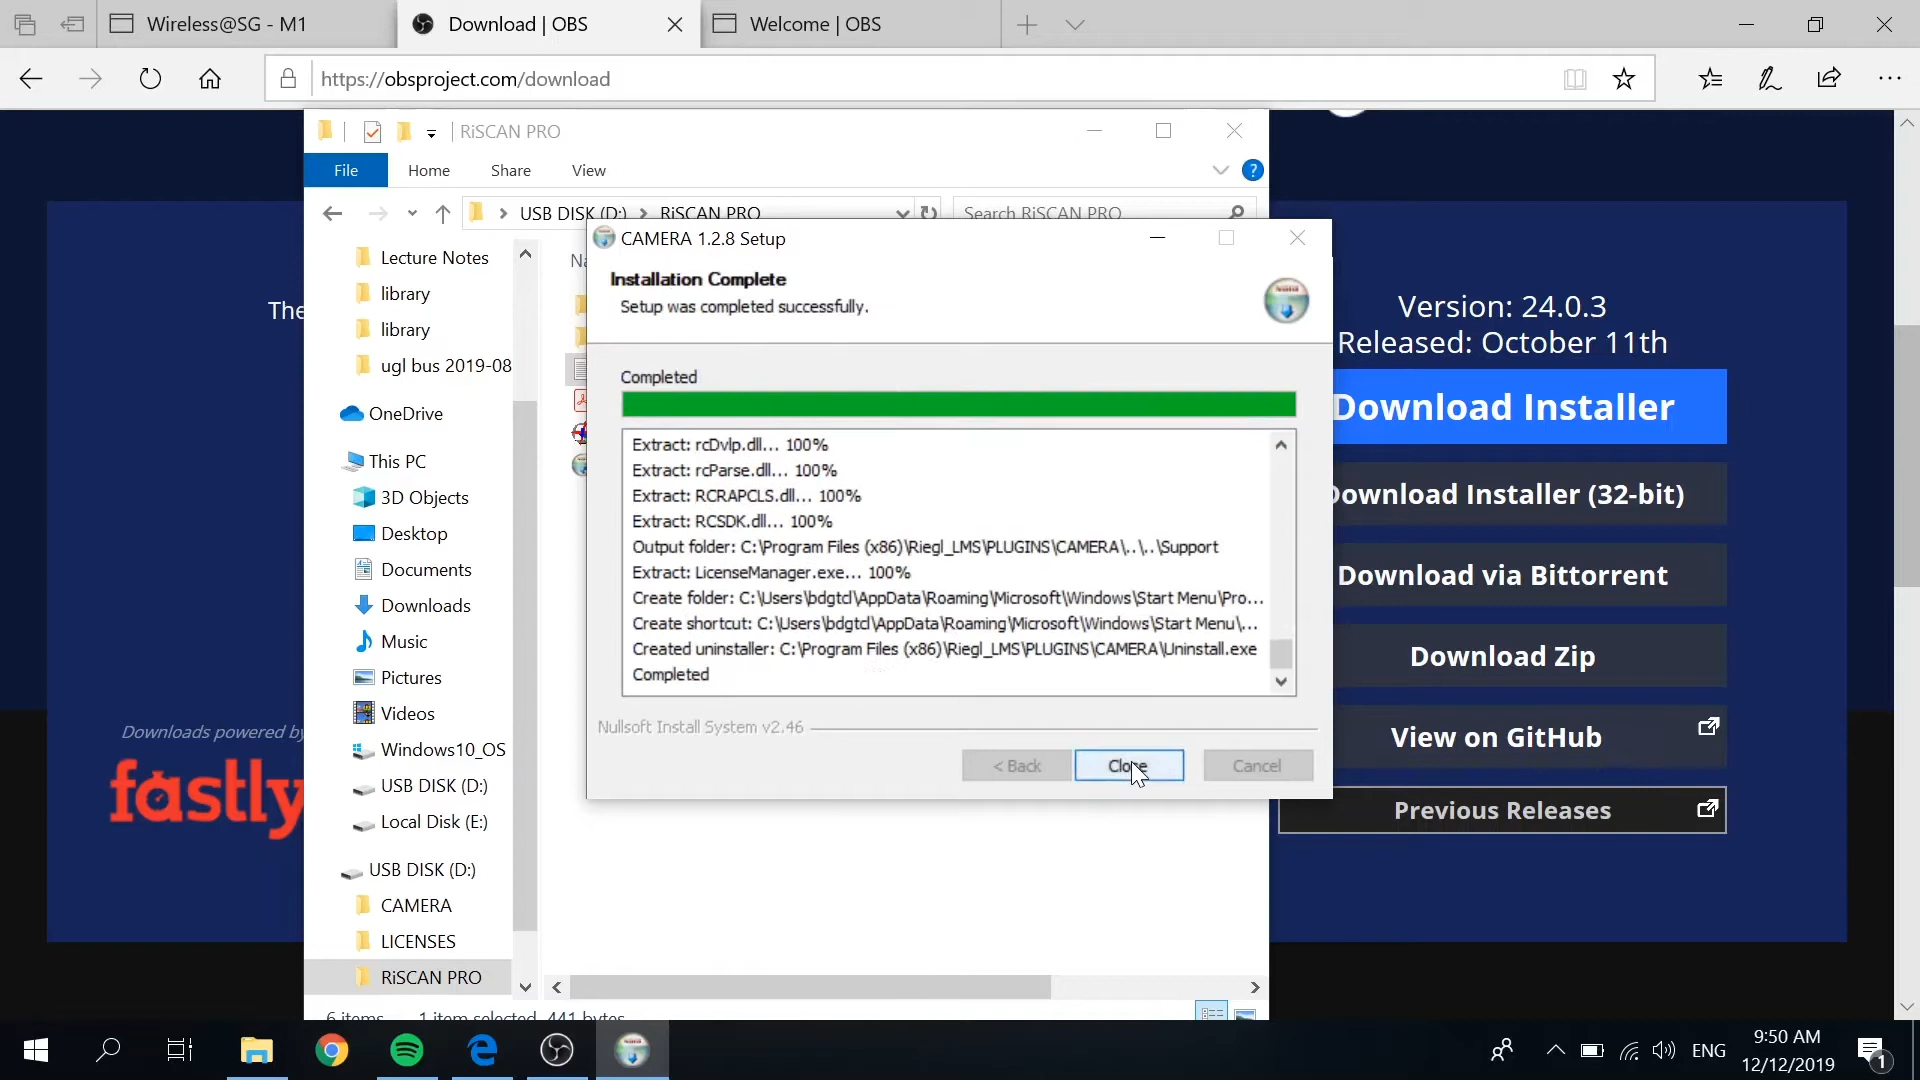 Wireless@SG - M1
Download | OBS
Welcome | OBS
https://obsproject.com/download
RiSCAN PRO
File
Home
Share
View
?
USB DISK (D:)
RiSCAN PRO
Search RiSCAN PRO
Lecture Notes
library
library
ugl bus 2019-08
OneDrive
This PC
3D Objects
Desktop
Documents
Downloads
Music
Pictures
Videos
Windows10_OS
USB DISK (D:)
Local Disk (E:)
USB DISK (D:)
CAMERA
LICENSES
RiSCAN PRO
6 items
1 item selected
441 bytes
CAMERA 1.2.8 Setup
Installation Complete
Setup was completed successfully.
Completed
Extract: rcDvlp.dll... 100%
Extract: rcParse.dll... 100%
Extract: RCRAPCLS.dll... 100%
Extract: RCSDK.dll... 100%
Output folder: C:\Program Files (x86)\Riegl_LMS\PLUGINS\CAMERA\..\..\Support
Extract: LicenseManager.exe... 100%
Create folder: C:\Users\bdgtcl\AppData\Roaming\Microsoft\Windows\Start Menu\Pro...
Create shortcut: C:\Users\bdgtcl\AppData\Roaming\Microsoft\Windows\Start Menu\...
Created uninstaller: C:\Program Files (x86)\Riegl_LMS\PLUGINS\CAMERA\Uninstall.exe
Completed
Nullsoft Install System v2.46
< Back
Close
Cancel
The
Downloads powered by
fastly
Version: 24.0.3
Released: October 11th
Download Installer
Download Installer (32-bit)
Download via Bittorrent
Download Zip
View on GitHub
Previous Releases
ENG
9:50 AM
12/12/2019
1